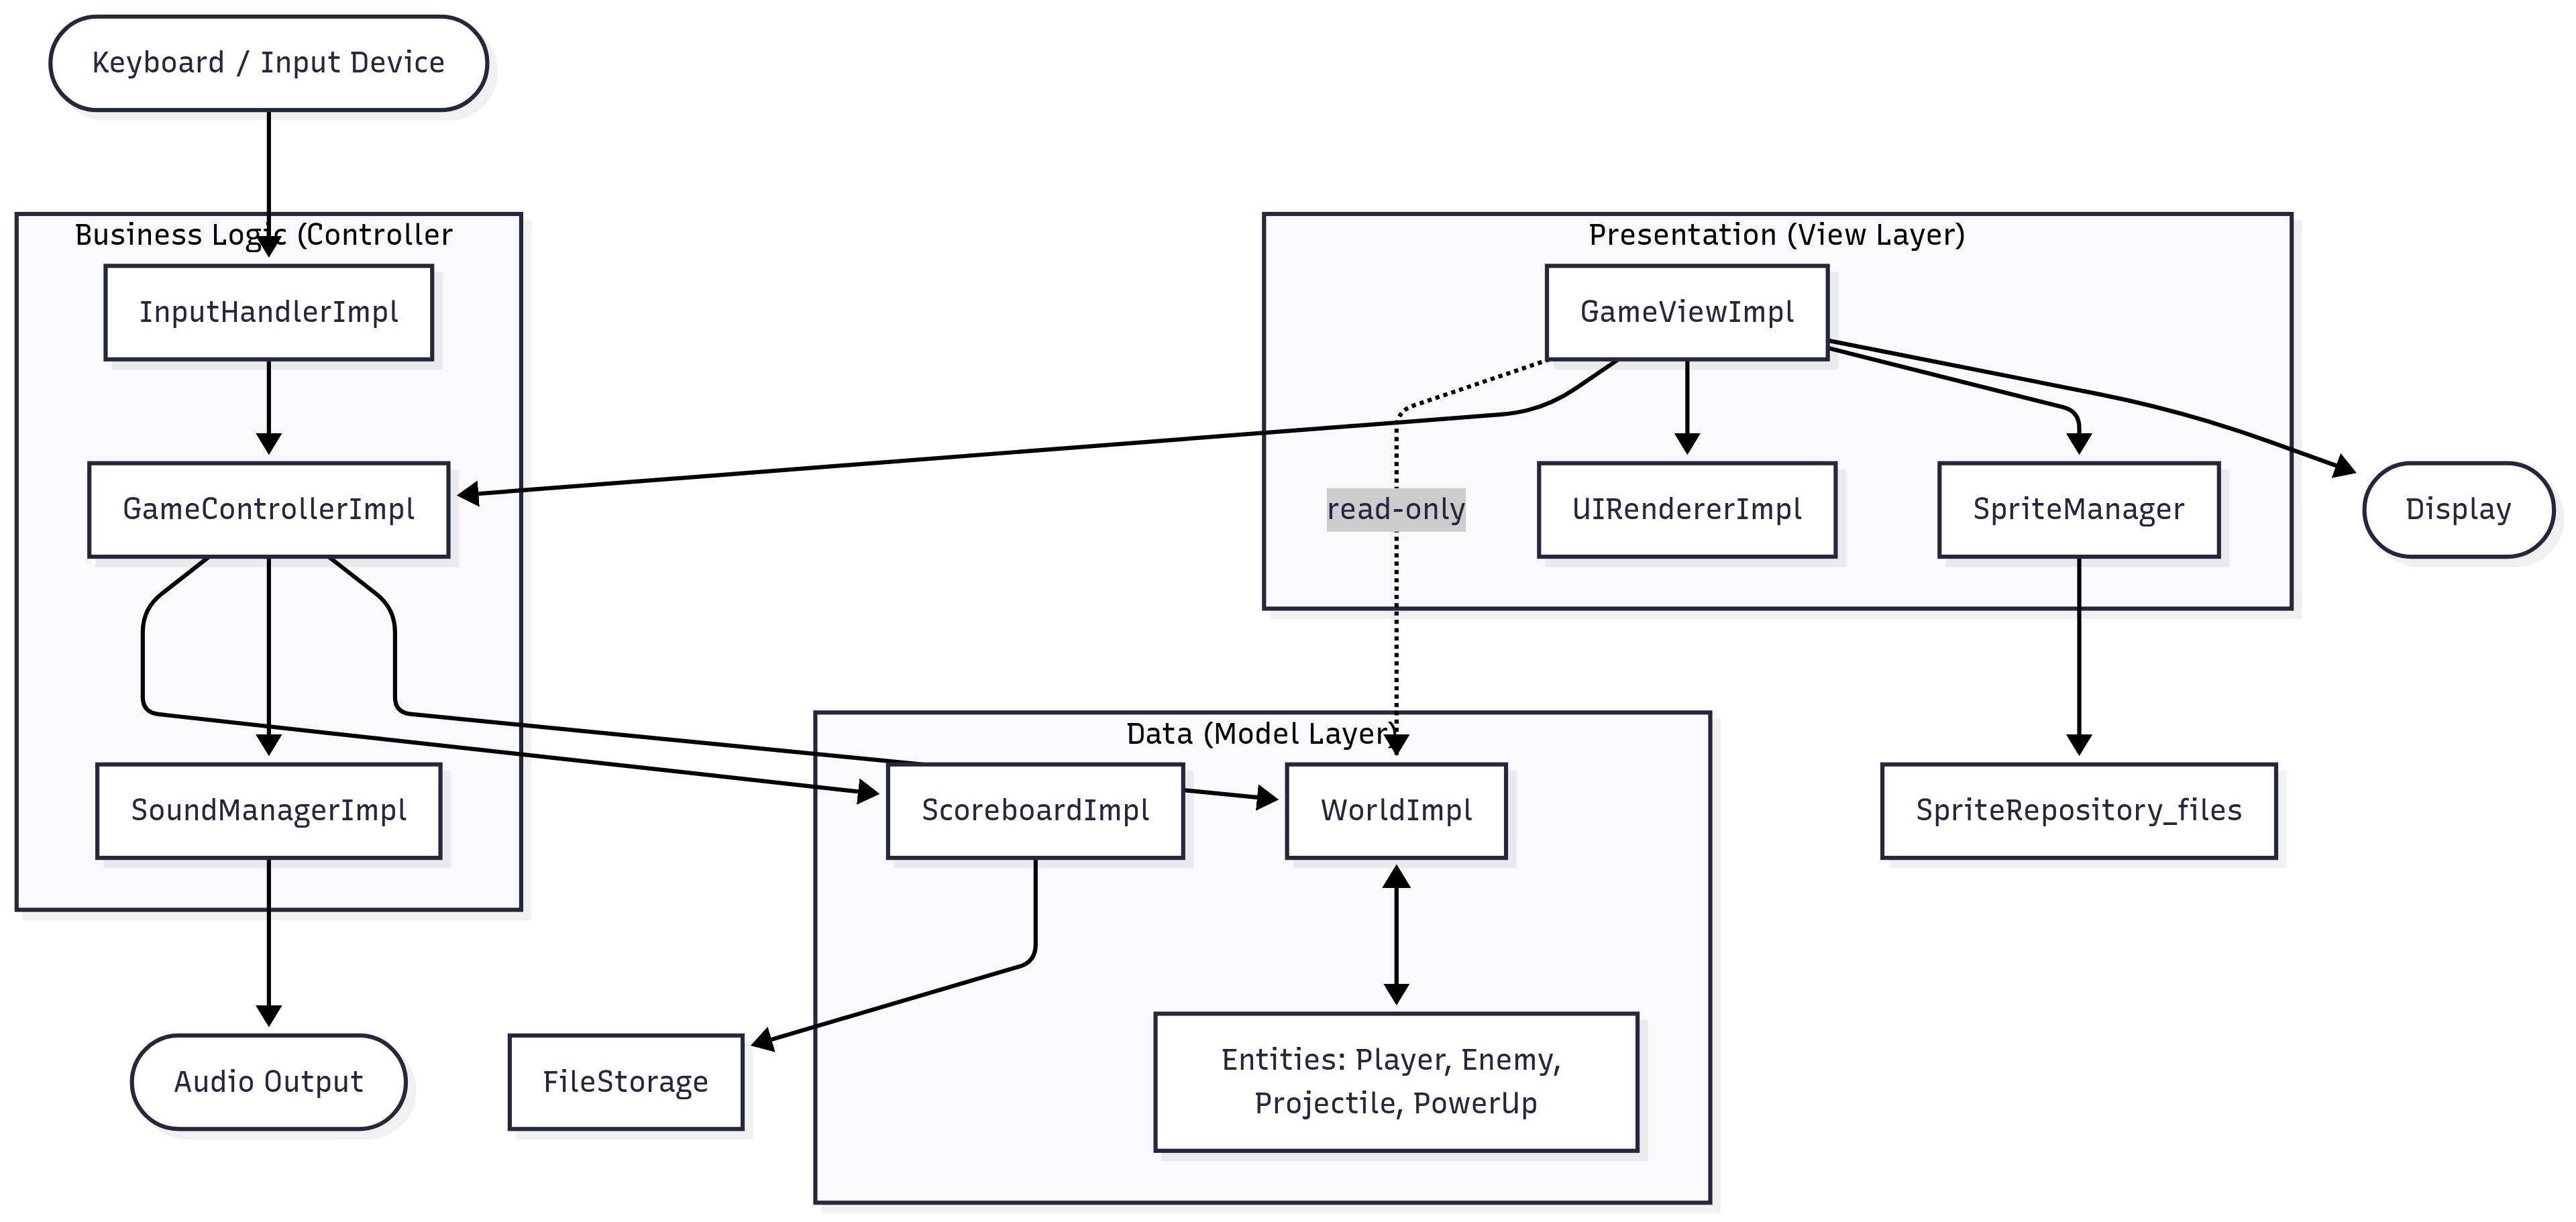 Keyboard / Input Device
Business Logic (Controller
Presentation (View Layer)
InputHandlerImpl
GameViewImpl
GameControllerImpl
read-only
UIRendererImpl
SpriteManager
Display
Data (Model Layer)
SoundManagerImpl
ScoreboardImpl
WorldImpl
SpriteRepository_files
Audio Output
FileStorage
Entities: Player, Enemy,
Projectile, PowerUp